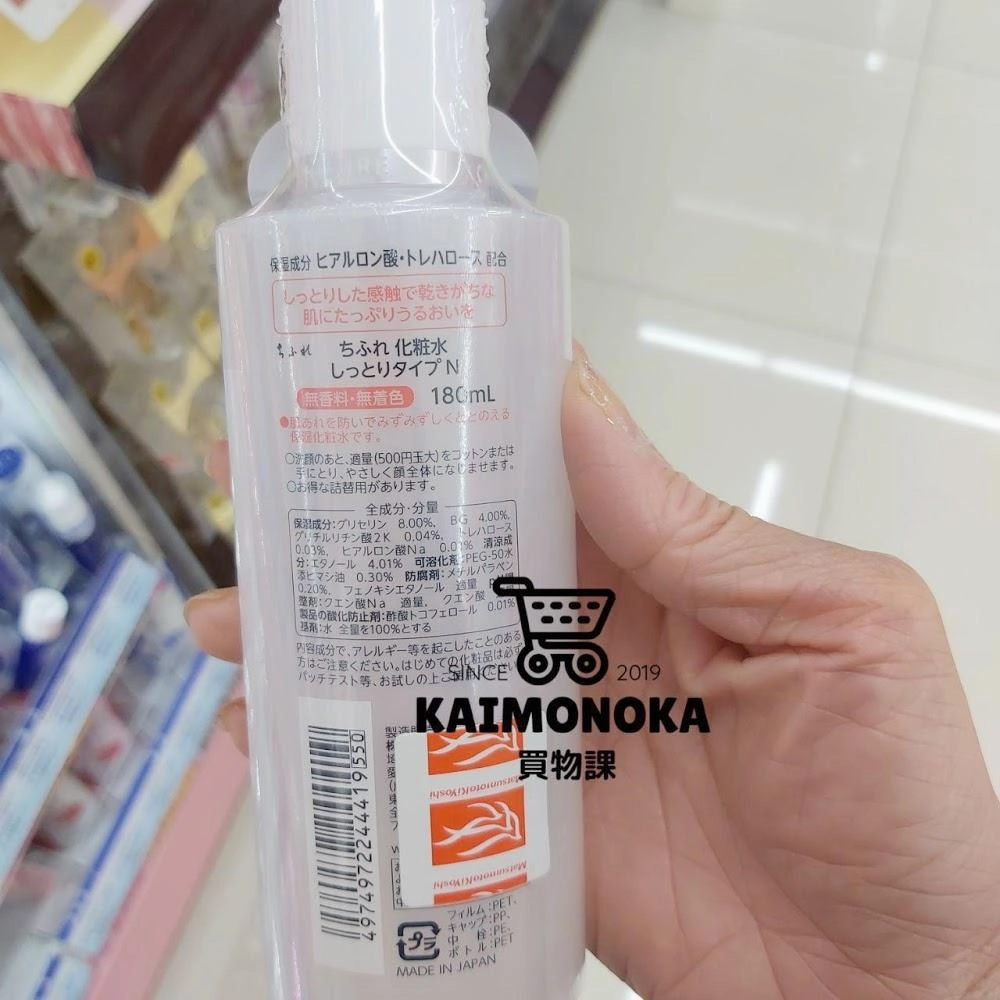 保湿成分 ヒアルロン酸・トレハロース 配合
しっとりした感触で乾きがちな
肌にたっぷりうるおいを
ちふれ ちふれ 化粧水
しっとりタイプ N
無香料・無着色 180mL
●肌あれを防いでみずみずしくととのえる
保湿化粧水です。
○洗顔のあと、適量(500円玉大)をコットンまたは
手にとり、やさしく顔全体になじませます。
○お得な詰替用があります。
全成分・分量
保湿成分:グリセリン 8.00%, BG 4.00%,
グリチルリチン酸2K 0.04%, トレハロース
0.03%, ヒアルロン酸Na 清涼成
分:エタノール 4.01% 可溶化剤:PEG-50水
添ヒマシ油 0.30% 防腐剤:メチルパラベン
0.20%, フェノキシエタノール 適量
整剤:クエン酸Na 適量, クエン酸
製品の酸化防止剤:酢酸トコフェロール 0.01%
基剤:水 全量を100%とする
内容成分で、アレルギー等を起こしたことのある
方はご注意ください。はじめての化粧品は必ず
パッチテスト等、お試しの上ご使用ください
SINCE 2019
KAIMONOKA
買物課
MatsumotoKiYoshi
MatsumotoKiYoshi
4974972244419550
フィルム:PET、
キャップ:PP、
中 栓:PE、
ボトル:PET
プラ
MADE IN JAPAN